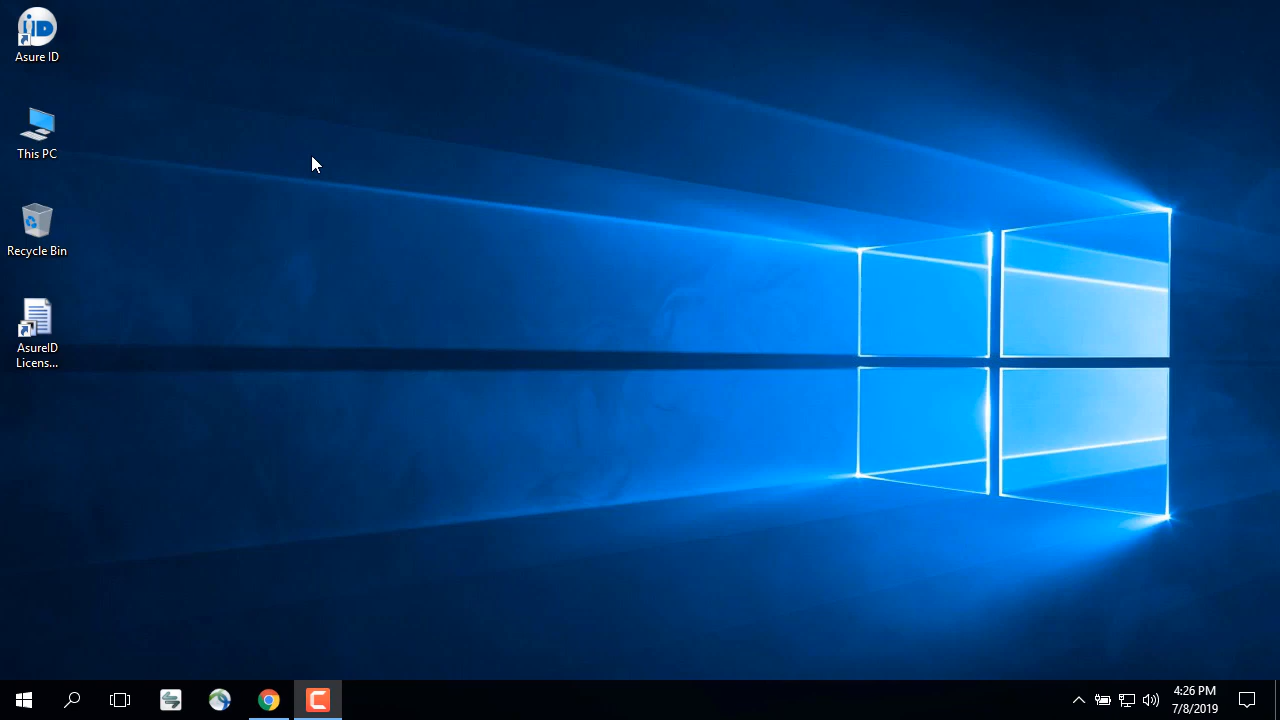 Asure ID
This PC
Recycle Bin
AsureID
Licens...
4:26 PM
7/8/2019